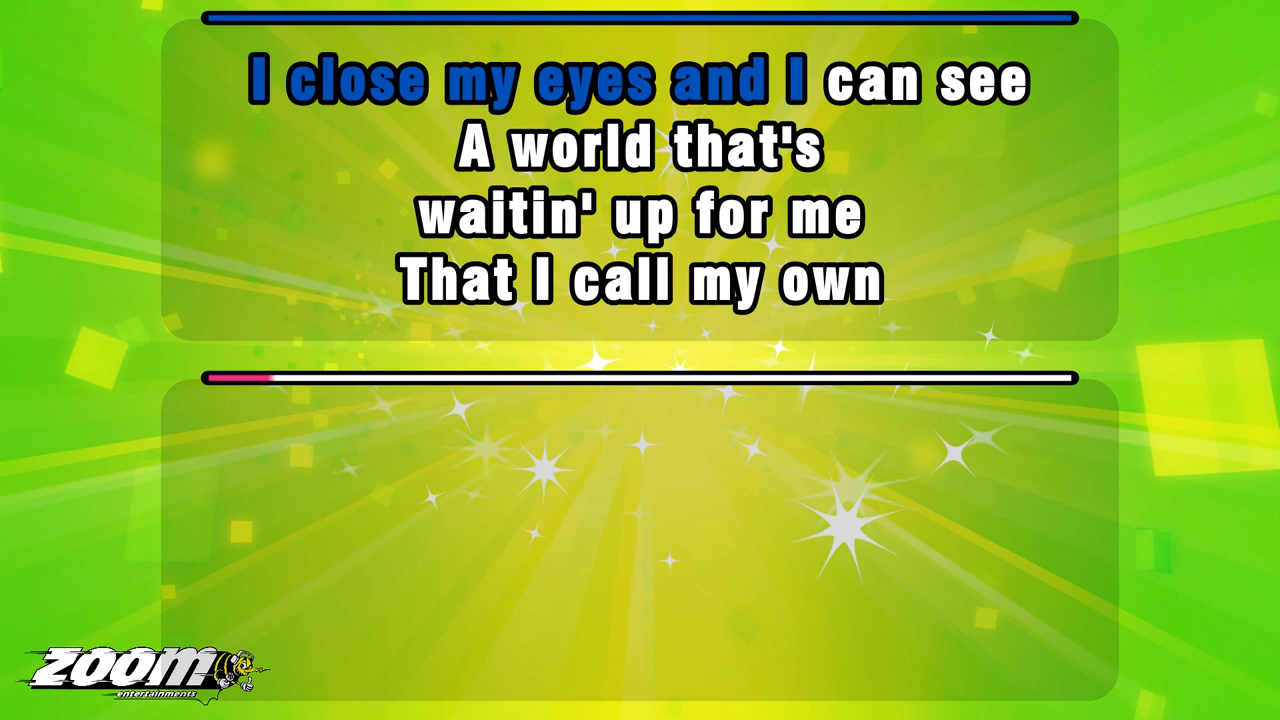 I close my eyes and I can see
A world that's
waitin' up for me
That I call my own
zoom
entertainments